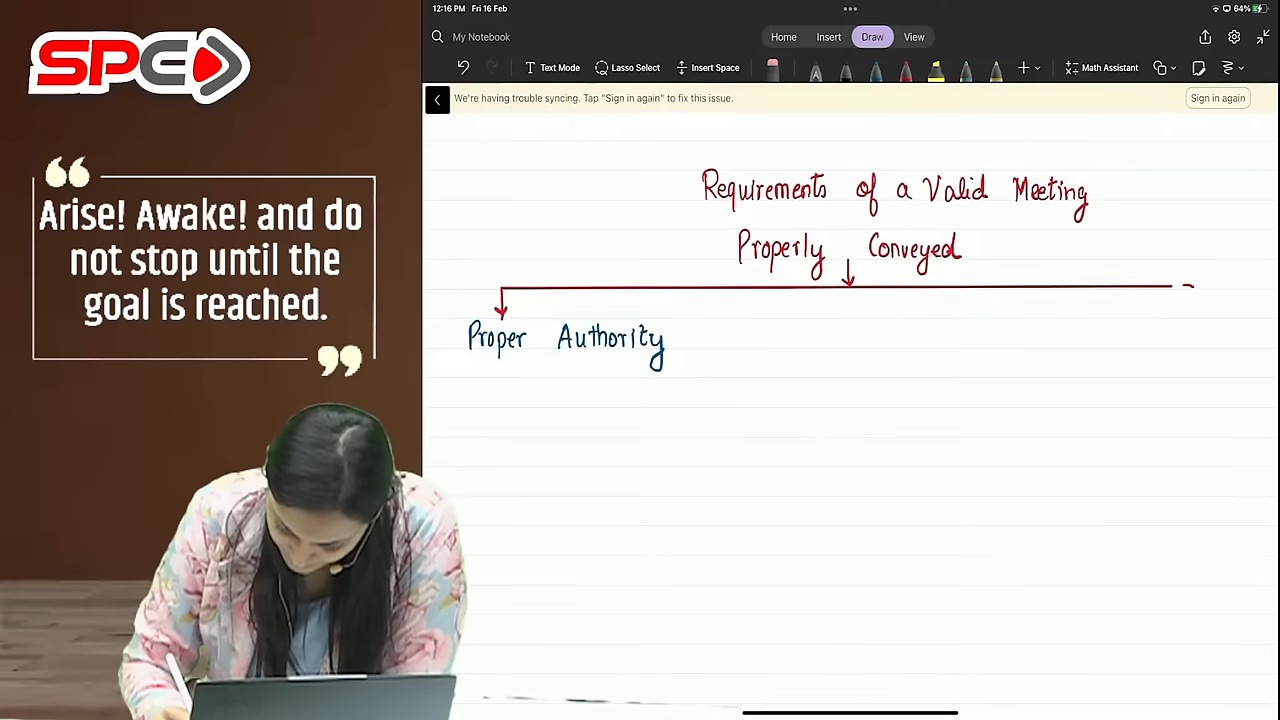 SPC
Arise! Awake! and do
not stop until the
goal is reached.
12:16 PM Fri 16 Feb
64%
My Notebook
Home Insert Draw View
Text Mode Lasso Select Insert Space Math Assistant
We're having trouble syncing. Tap "Sign in again" to fix this issue. Sign in again
Requirements of a Valid Meeting
Properly Conveyed
Proper Authority